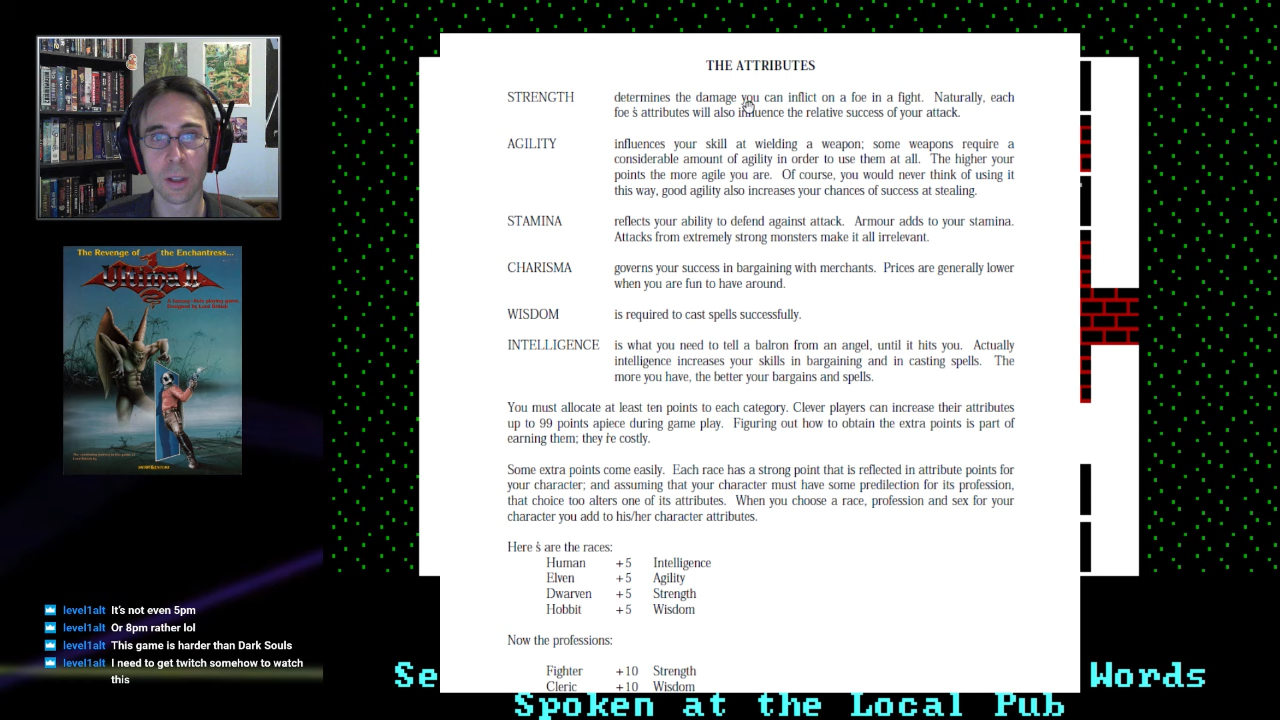 THE ATTRIBUTES
STRENGTH determines the damage you can inflict on a foe in a fight. Naturally, each
foe's attributes will also influence the relative success of your attack.
AGILITY influences your skill at wielding a weapon; some weapons require a
considerable amount of agility in order to use them at all. The higher your
points the more agile you are. Of course, you would never think of using it
this way, good agility also increases your chances of success at stealing.
STAMINA reflects your ability to defend against attack. Armour adds to your stamina.
Attacks from extremely strong monsters make it all irrelevant.
CHARISMA governs your success in bargaining with merchants. Prices are generally lower
when you are fun to have around.
WISDOM is required to cast spells successfully.
INTELLIGENCE is what you need to tell a balron from an angel, until it hits you. Actually
intelligence increases your skills in bargaining and in casting spells. The
more you have, the better your bargains and spells.
You must allocate at least ten points to each category. Clever players can increase their attributes
up to 99 points apiece during game play. Figuring out how to obtain the extra points is part of
earning them; they're costly.
Some extra points come easily. Each race has a strong point that is reflected in attribute points for
your character; and assuming that your character must have some predilection for its profession,
that choice too alters one of its attributes. When you choose a race, profession and sex for your
character you add to his/her character attributes.
Here's are the races:
Human +5 Intelligence
Elven +5 Agility
Dwarven +5 Strength
Hobbit +5 Wisdom
Now the professions:
Fighter +10 Strength
Cleric +10 Wisdom
The Revenge of the Enchantress...
Ultima II
level1alt It's not even 5pm
level1alt Or 8pm rather lol
level1alt This game is harder than Dark Souls
level1alt I need to get twitch somehow to watch
this
Se Words
Spoken at the Local Pub